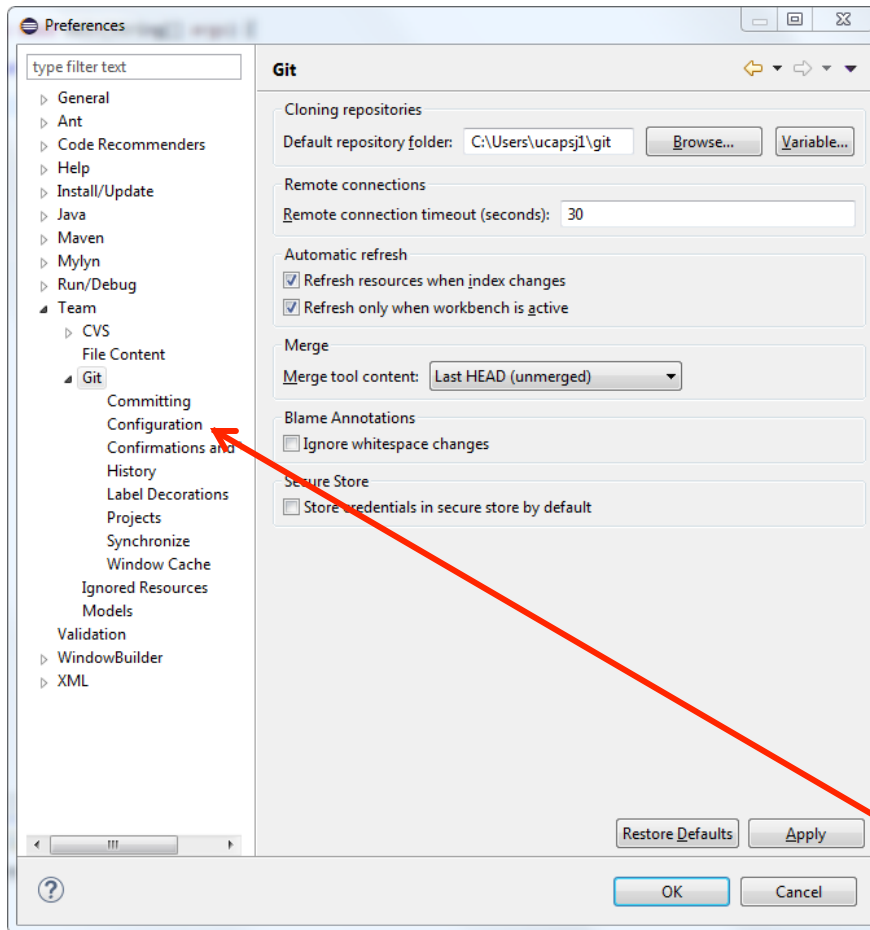 Preferences
type filter text
General
Ant
Code Recommenders
Help
Install/Update
Java
Maven
Mylyn
Run/Debug
Team
CVS
File Content
Git
Committing
Configuration
Confirmations and
History
Label Decorations
Projects
Synchronize
Window Cache
Ignored Resources
Models
Validation
WindowBuilder
XML
Git
Cloning repositories
Default repository folder: C:\Users\ucapsj1\git Browse... Variable...
Remote connections
Remote connection timeout (seconds): 30
Automatic refresh
Refresh resources when index changes
Refresh only when workbench is active
Merge
Merge tool content: Last HEAD (unmerged)
Blame Annotations
Ignore whitespace changes
Secure Store
Store credentials in secure store by default
Restore Defaults Apply
OK Cancel